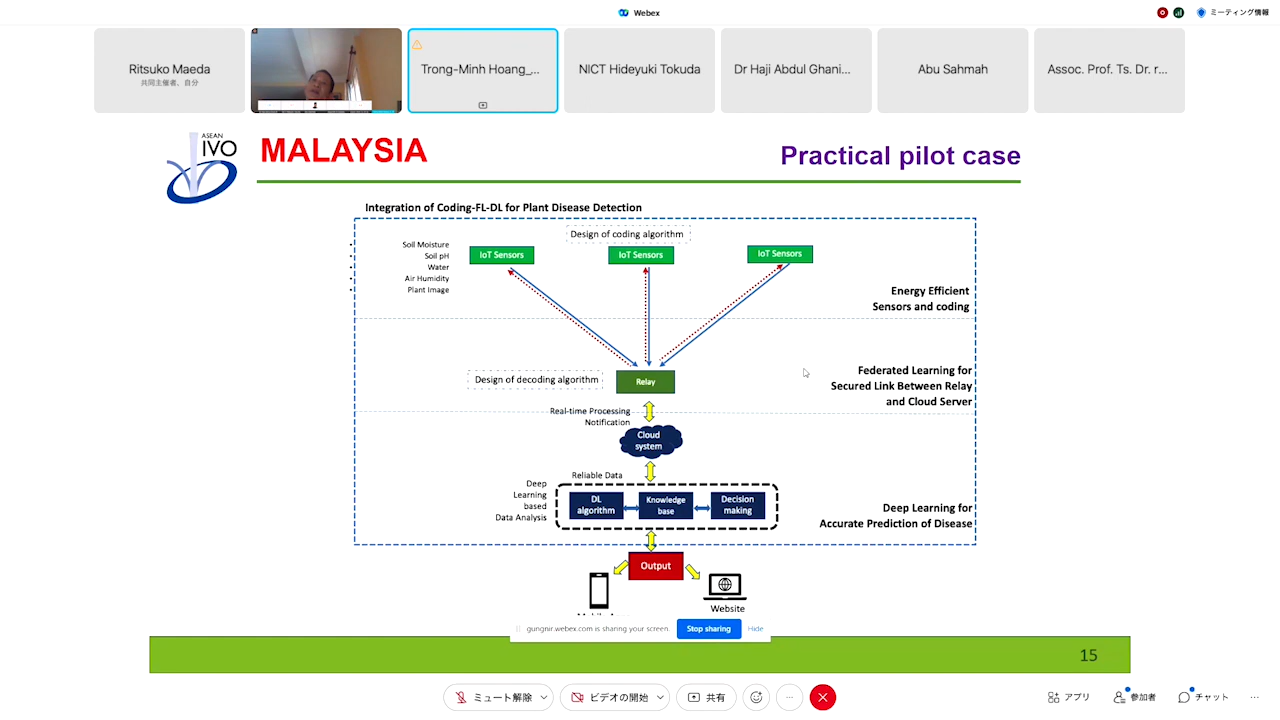 Webex
ミーティング情報
Ritsuko Maeda
共同主催者、自分
Trong-Minh Hoang_...
NICT Hideyuki Tokuda
Dr Haji Abdul Ghani...
Abu Sahmah
Assoc. Prof. Ts. Dr. r...
ASEAN
IVO
MALAYSIA
Practical pilot case
Integration of Coding-FL-DL for Plant Disease Detection
Design of coding algorithm
Soil Moisture
Soil pH
Water
Air Humidity
Plant Image
IoT Sensors
IoT Sensors
IoT Sensors
Energy Efficient
Sensors and coding
Design of decoding algorithm
Relay
Federated Learning for
Secured Link Between Relay
and Cloud Server
Real-time Processing
Notification
Cloud
system
Reliable Data
Deep
Learning
based
Data Analysis
DL
algorithm
Knowledge
base
Decision
making
Deep Learning for
Accurate Prediction of Disease
Output
Website
gungnir.webex.com is sharing your screen.
Stop sharing
Hide
15
ミュート解除
ビデオの開始
共有
アプリ
参加者
チャット